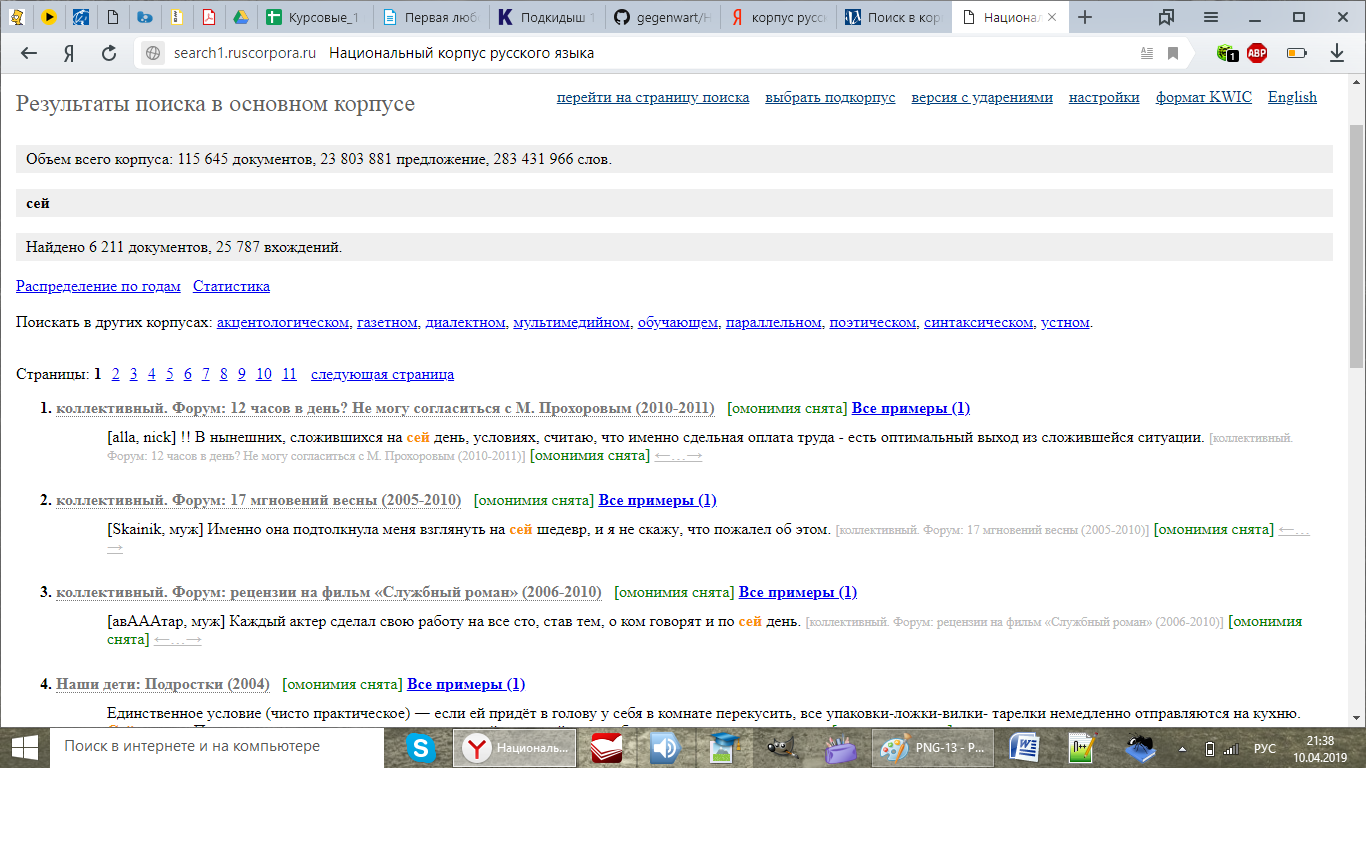 Курсовые_1
Первая люб
Подкидыш 1
gegenwart/H
корпус русс
Поиск в кор
Национал
search1.ruscorpora.ru Национальный корпус русского языка
1 ABP
Результаты поиска в основном корпусе
перейти на страницу поиска выбрать подкорпус версия с ударениями настройки формат KWIC English
Объем всего корпуса: 115 645 документов, 23 803 881 предложение, 283 431 966 слов.
сей
Найдено 6 211 документов, 25 787 вхождений.
Распределение по годам Статистика
Поискать в других корпусах: акцентологическом, газетном, диалектном, мультимедийном, обучающем, параллельном, поэтическом, синтаксическом, устном.
Страницы: 1 2 3 4 5 6 7 8 9 10 11 следующая страница
1. коллективный. Форум: 12 часов в день? Не могу согласиться с М. Прохоровым (2010-2011) [омонимия снята] Все примеры (1)
[alla, nick] !! В нынешних, сложившихся на сей день, условиях, считаю, что именно сдельная оплата труда - есть оптимальный выход из сложившейся ситуации. [коллективный.
Форум: 12 часов в день? Не могу согласиться с М. Прохоровым (2010-2011)] [омонимия снята] ←…→
2. коллективный. Форум: 17 мгновений весны (2005-2010) [омонимия снята] Все примеры (1)
[Skainik, муж] Именно она подтолкнула меня взглянуть на сей шедевр, и я не скажу, что пожалел об этом. [коллективный. Форум: 17 мгновений весны (2005-2010)] [омонимия снята] ←…
→
3. коллективный. Форум: рецензии на фильм «Служебный роман» (2006-2010) [омонимия снята] Все примеры (1)
[авАААтар, муж] Каждый актер сделал свою работу на все сто, став тем, о ком говорят и по сей день. [коллективный. Форум: рецензии на фильм «Служебный роман» (2006-2010)] [омонимия
снята] ←…→
4. Наши дети: Подростки (2004) [омонимия снята] Все примеры (1)
Единственное условие (чисто практическое) — если ей придёт в голову у себя в комнате перекусить, все упаковки-ложки-вилки- тарелки немедленно отправляются на кухню.
Поиск в интернете и на компьютере
Националь...
PNG-13 - P...
РУС
21:38
10.04.2019